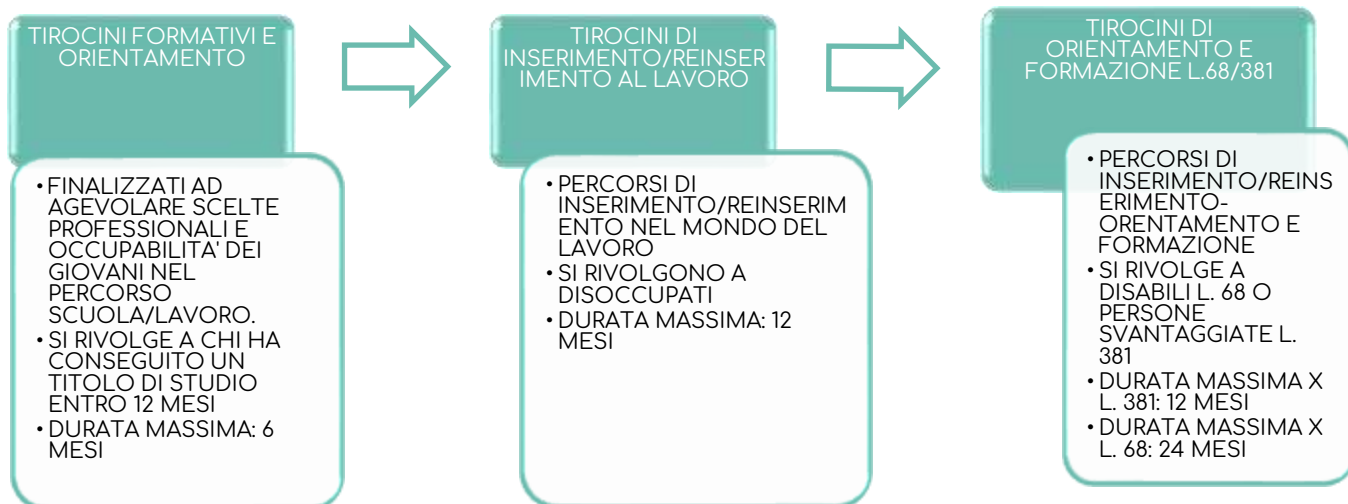 TIROCINI FORMATIVI E
ORIENTAMENTO
• FINALIZZATI AD
AGEVOLARE SCELTE
PROFESSIONALI E
OCCUPABILITA' DEI
GIOVANI NEL
PERCORSO
SCUOLA/LAVORO.
• SI RIVOLGE A CHI HA
CONSEGUITO UN
TITOLO DI STUDIO
ENTRO 12 MESI
• DURATA MASSIMA: 6
MESI
TIROCINI DI
INSERIMENTO/REINSER
IMENTO AL LAVORO
• PERCORSI DI
INSERIMENTO/REINSERIM
ENTO NEL MONDO DEL
LAVORO
• SI RIVOLGONO A
DISOCCUPATI
• DURATA MASSIMA: 12
MESI
TIROCINI DI
ORIENTAMENTO E
FORMAZIONE L.68/381
• PERCORSI DI
INSERIMENTO/REINS
ERIMENTO-
ORENTAMENTO E
FORMAZIONE
• SI RIVOLGE A
DISABILI L. 68 O
PERSONE
SVANTAGGIATE L.
381
• DURATA MASSIMA X
L. 381: 12 MESI
• DURATA MASSIMA X
L. 68: 24 MESI